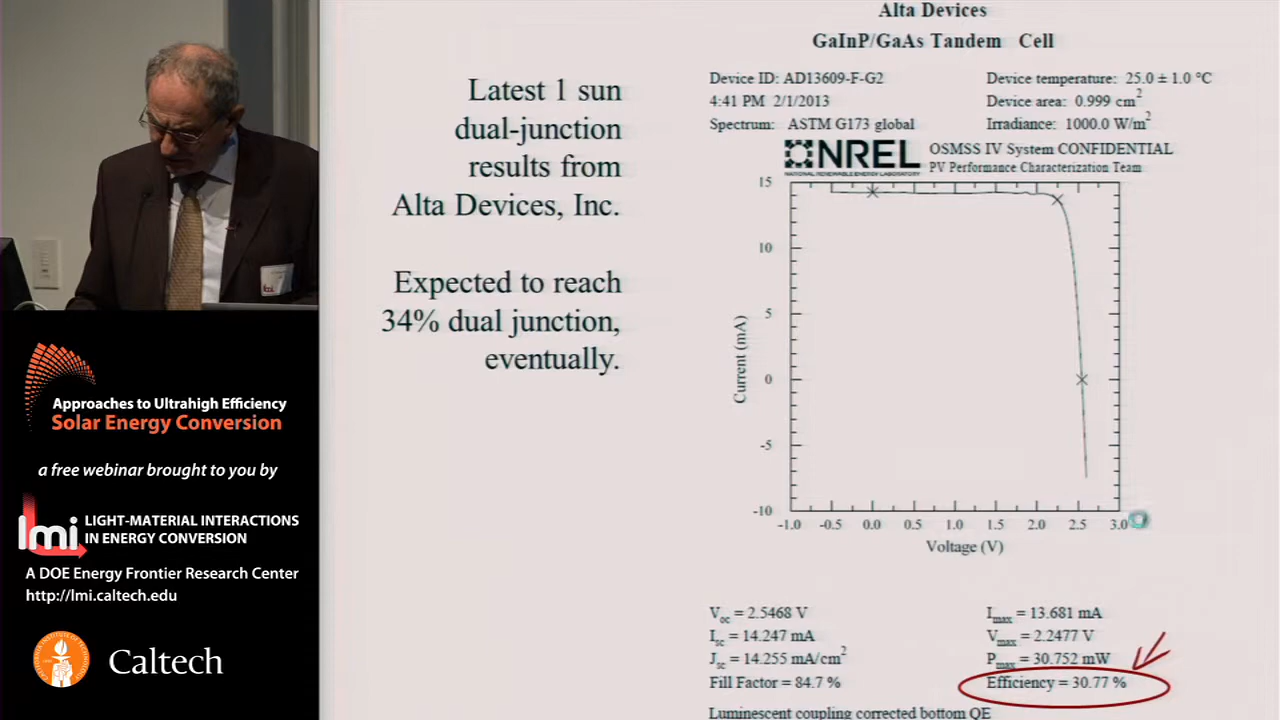 Alta Devices
GaInP/GaAs Tandem Cell
Device ID: AD13609-F-G2
4:41 PM 2/1/2013
Spectrum: ASTM G173 global
Device temperature: 25.0 ± 1.0 °C
Device area: 0.999 cm²
Irradiance: 1000.0 W/m²
NREL
NATIONAL RENEWABLE ENERGY LABORATORY
OSMSS IV System CONFIDENTIAL
PV Performance Characterization Team
Latest 1 sun
dual-junction
results from
Alta Devices, Inc.
Expected to reach
34% dual junction,
eventually.
15
10
5
0
-5
-10
Current (mA)
-1.0 -0.5 0.0 0.5 1.0 1.5 2.0 2.5 3.0
Voltage (V)
Voc = 2.5468 V
Isc = 14.247 mA
Jsc = 14.255 mA/cm²
Fill Factor = 84.7 %
Imax = 13.681 mA
Vmax = 2.2477 V
Pmax = 30.752 mW
Efficiency = 30.77 %
Luminescent coupling corrected bottom QE
Approaches to Ultrahigh Efficiency
Solar Energy Conversion
a free webinar brought to you by
lmi LIGHT-MATERIAL INTERACTIONS
IN ENERGY CONVERSION
A DOE Energy Frontier Research Center
http://lmi.caltech.edu
Caltech